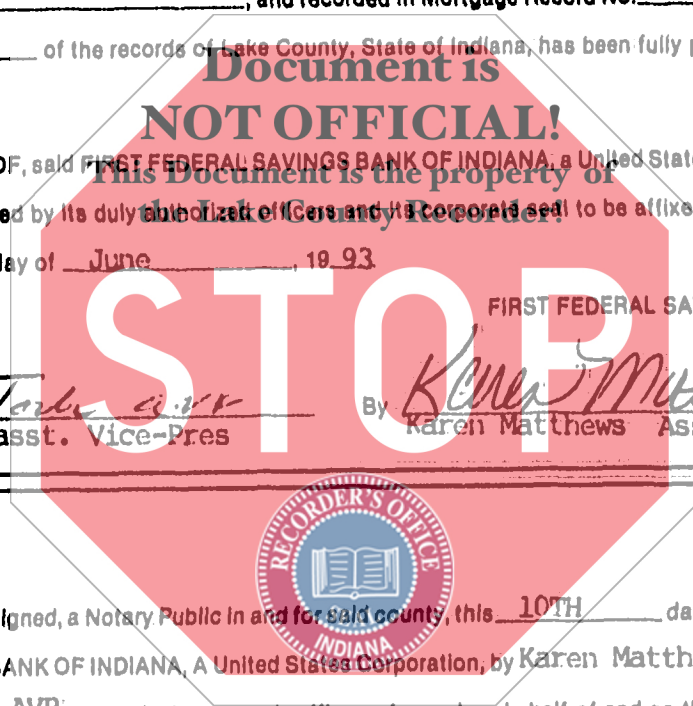 , and recorded in Mortgage Record No.
of the records of Lake County, State of Indiana, has been fully
Document is
NOT OFFICIAL!
OF, said FIRST FEDERAL SAVINGS BANK OF INDIANA, a United State
This Document is the property of
ed by its duly authorized officers and its corporate seal to be affixe
the Lake County Recorder!
day of June, 19 93
FIRST FEDERAL SA
STOP
By Karen
asst. Vice-Pres
Karen Matthews Ass
RECORDER'S OFFICE
INDIANA
igned, a Notary Public in and for said county, this 10TH da
BANK OF INDIANA, A United States Corporation, by Karen Matth